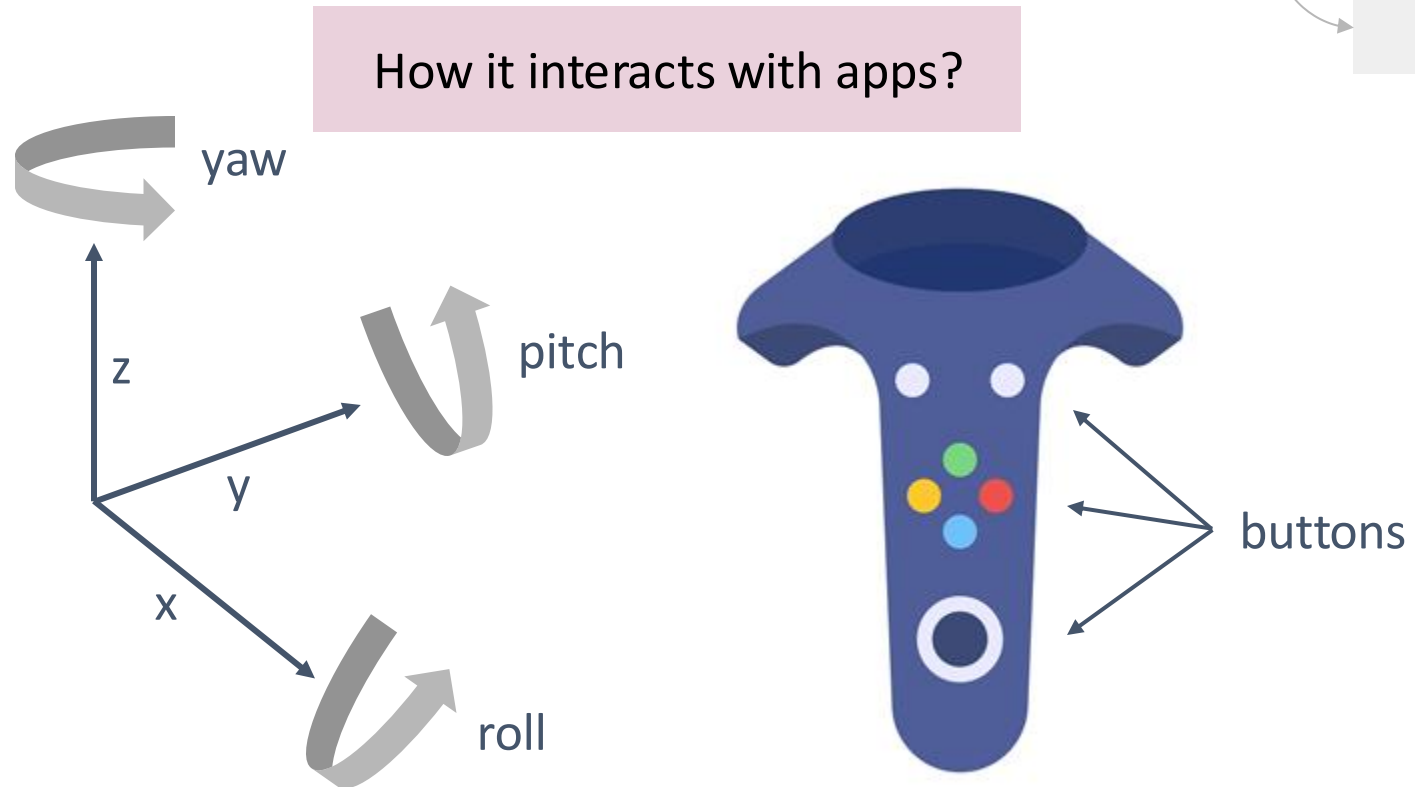 How it interacts with apps?
yaw
pitch
z
y
buttons
x
roll